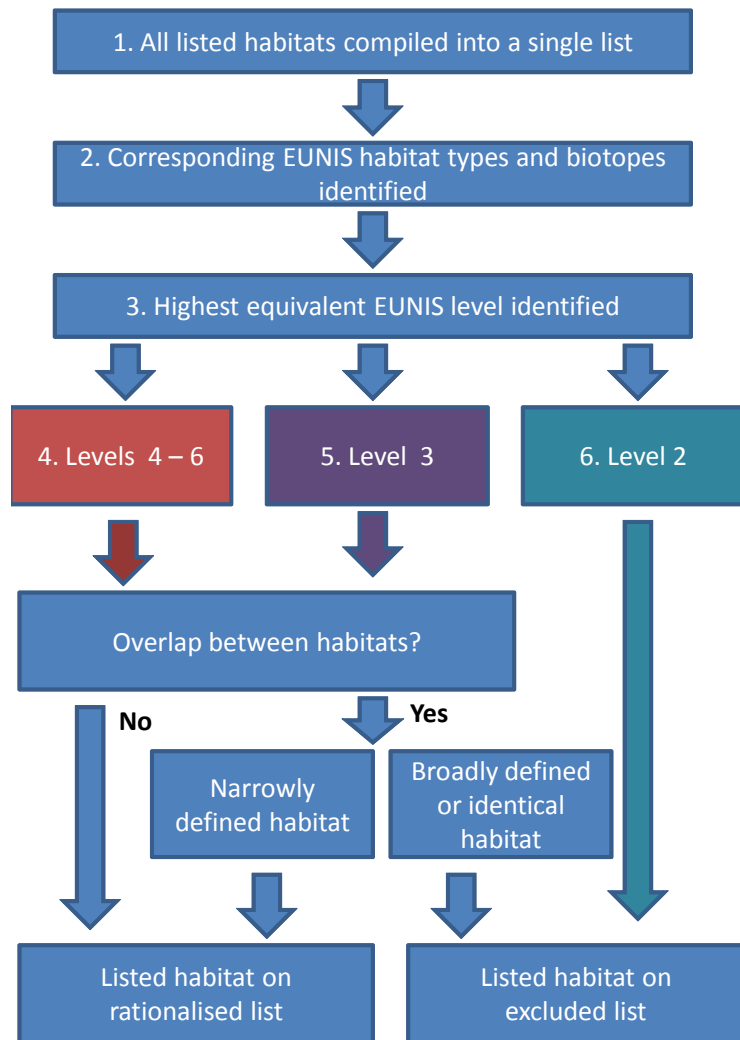 1. All listed habitats compiled into a single list
2. Corresponding EUNIS habitat types and biotopes
identified
3. Highest equivalent EUNIS level identified
4. Levels 4 – 6
5. Level 3
6. Level 2
Overlap between habitats?
No
Yes
Narrowly
defined habitat
Broadly defined
or identical
habitat
Listed habitat on
rationalised list
Listed habitat on
excluded list